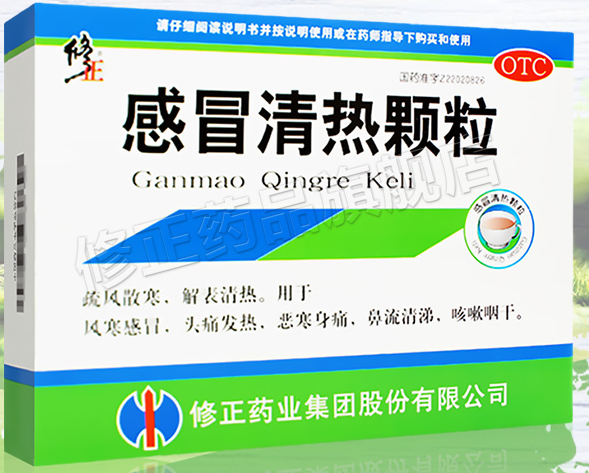 请仔细阅读说明书并按说明使用或在药师指导下购买和使用
修正
国药准字Z22020826
OTC
感冒清热颗粒
Ganmao Qingre Keli
修正药品旗舰店
感冒清热颗粒
Ganmao Qingre Keli
疏风散寒，解表清热。用于
风寒感冒，头痛发热，恶寒身痛，鼻流清涕，咳嗽咽干。
修正药业集团股份有限公司